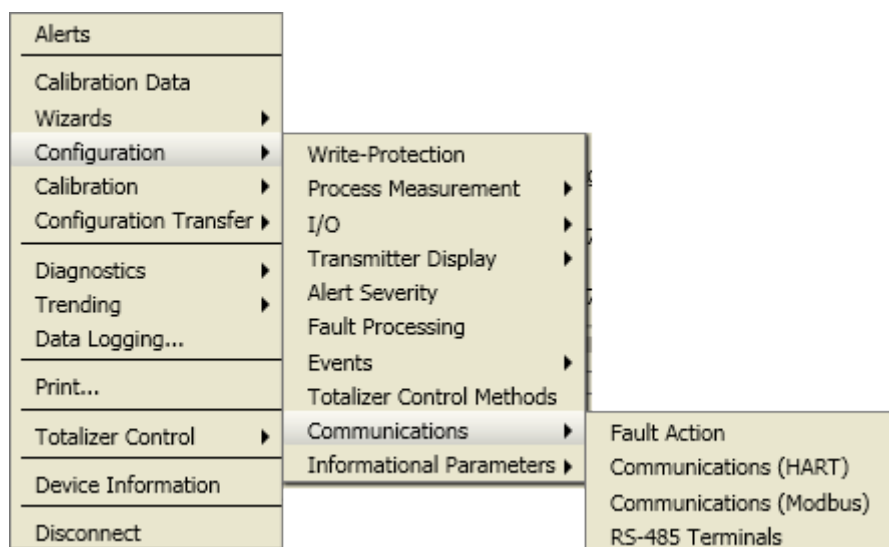 Alerts
Calibration Data
Wizards
Configuration
Calibration
Configuration Transfer
Diagnostics
Trending
Data Logging...
Print...
Totalizer Control
Device Information
Disconnect
Write-Protection
Process Measurement
I/O
Transmitter Display
Alert Severity
Fault Processing
Events
Totalizer Control Methods
Communications
Informational Parameters
Fault Action
Communications (HART)
Communications (Modbus)
RS-485 Terminals